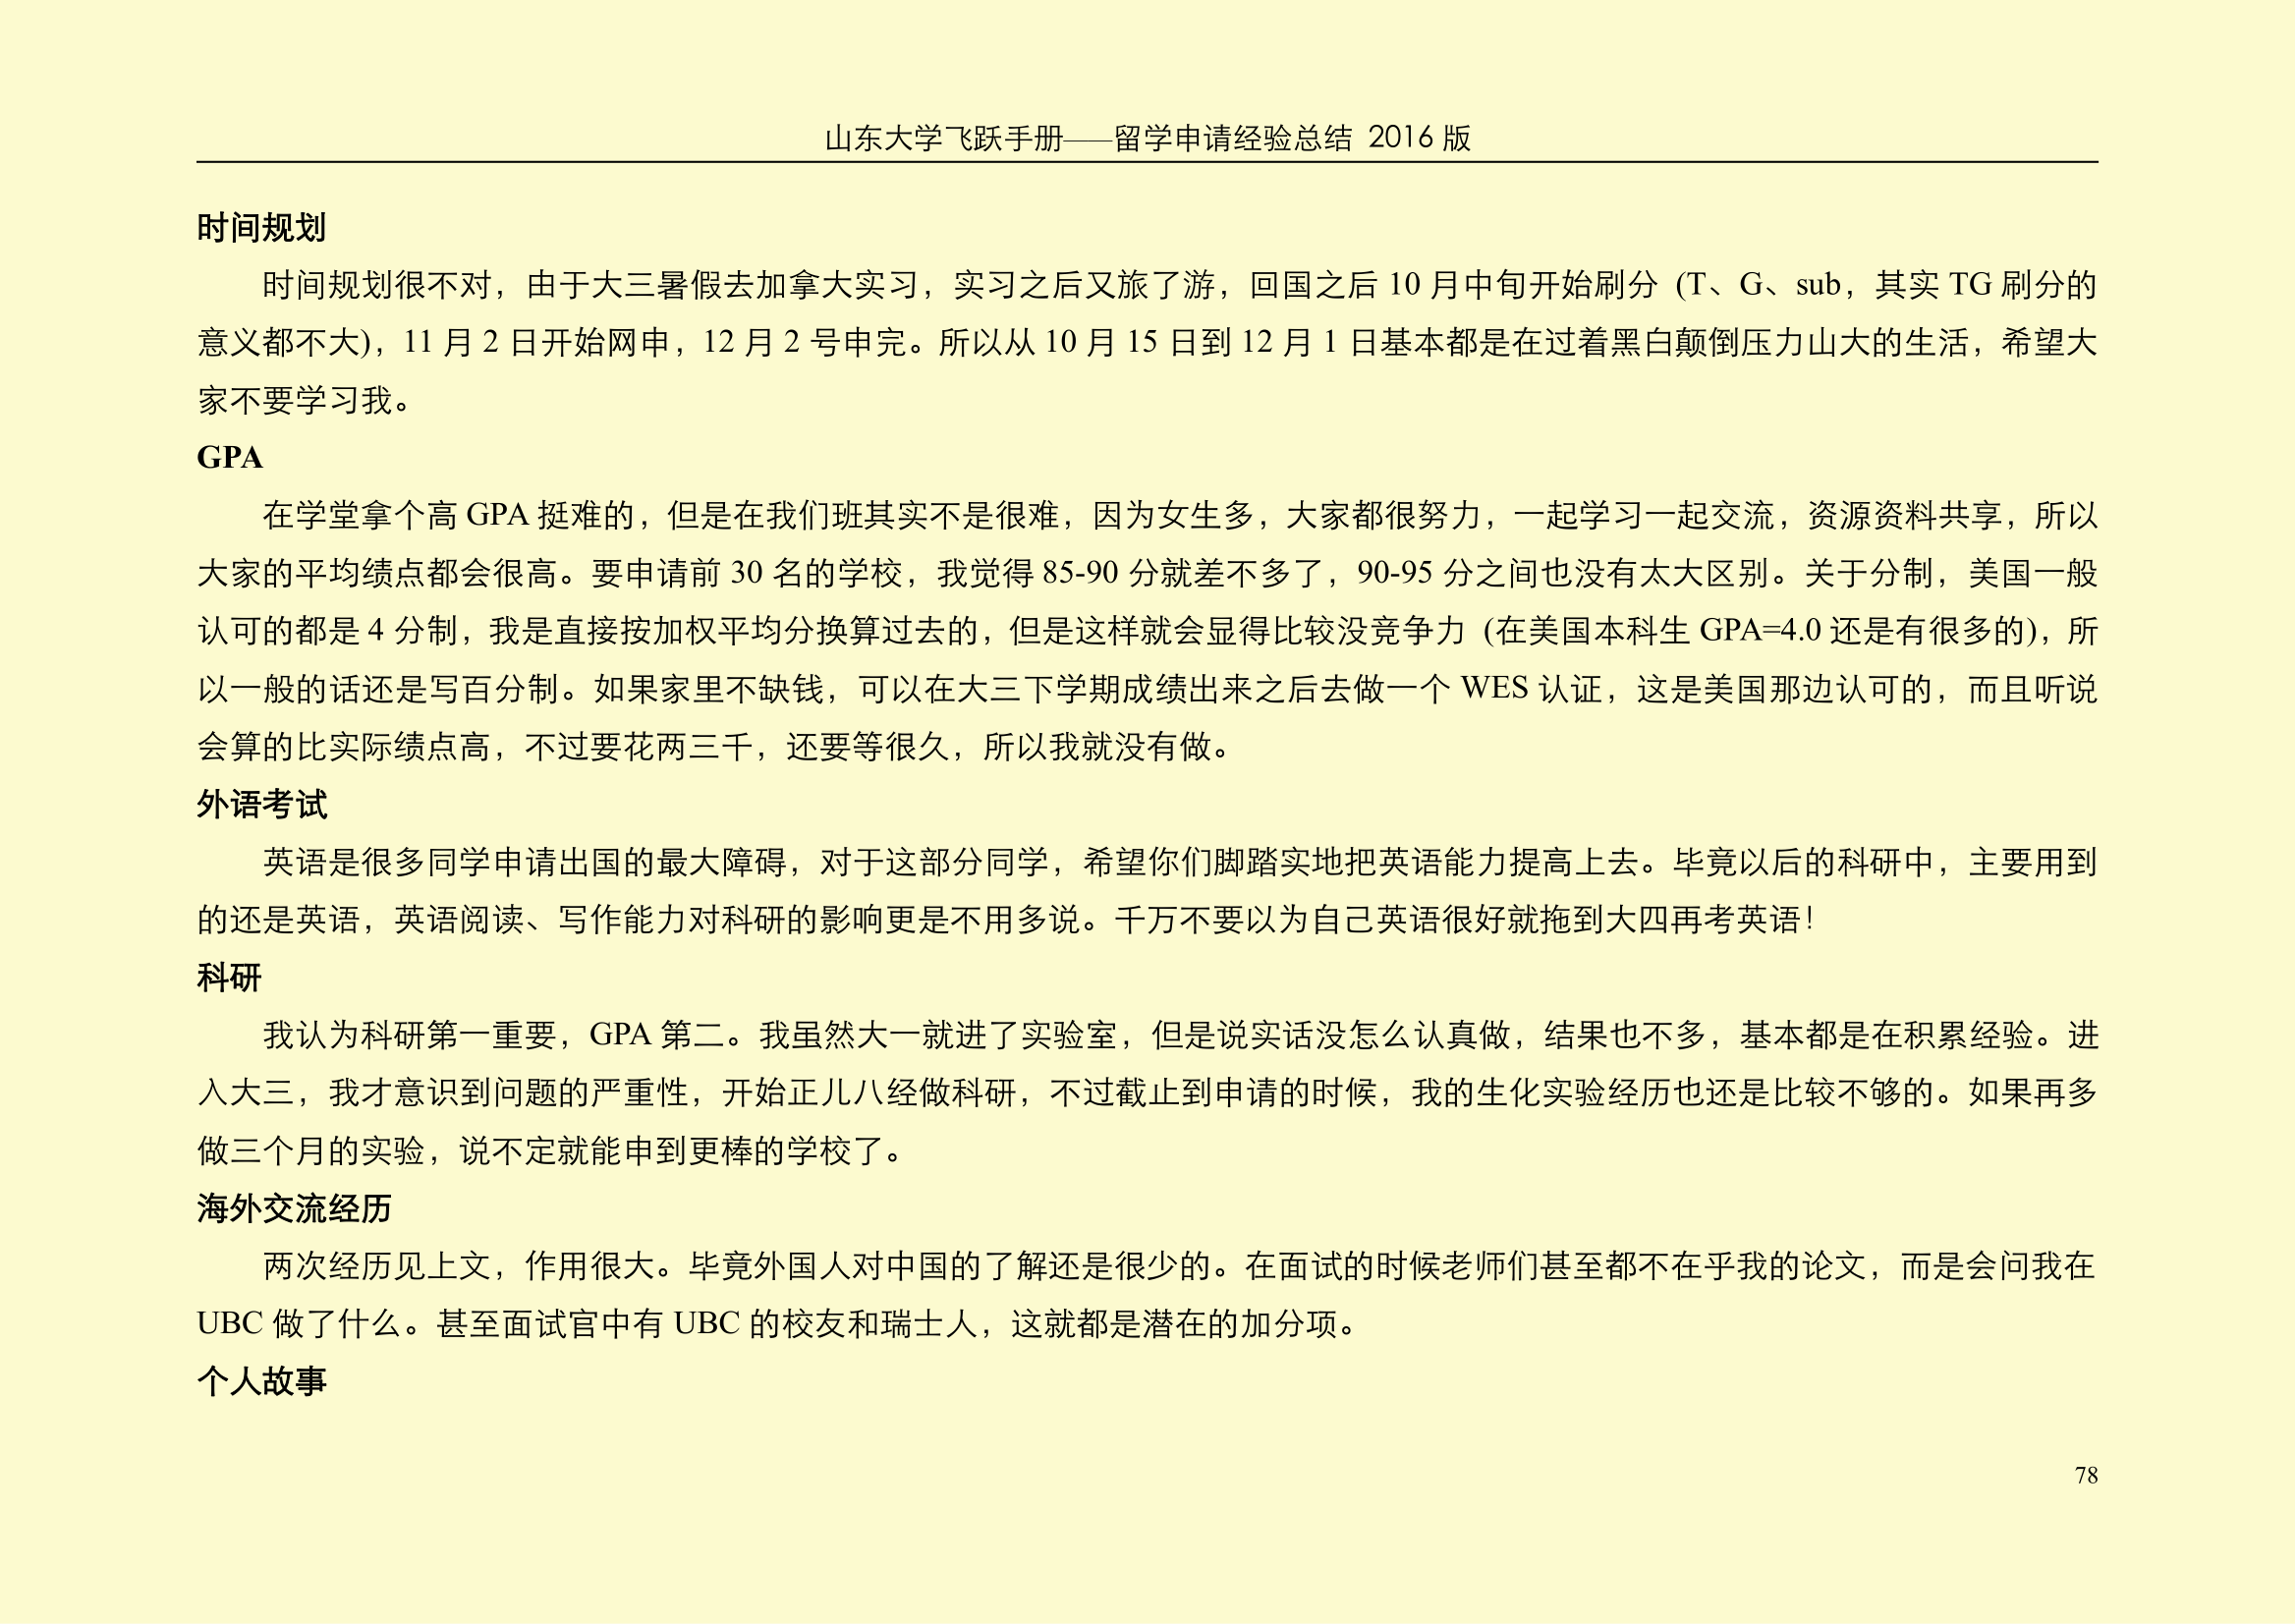 山东大学飞跃手册——留学申请经验总结 2016 版
时间规划
时间规划很不对，由于大三暑假去加拿大实习，实习之后又旅了游，回国之后 10 月中旬开始刷分 (T、G、sub，其实 TG 刷分的
意义都不大)，11 月 2 日开始网申，12 月 2 号申完。所以从 10 月 15 日到 12 月 1 日基本都是在过着黑白颠倒压力山大的生活，希望大
家不要学习我。
GPA
在学堂拿个高 GPA 挺难的，但是在我们班其实不是很难，因为女生多，大家都很努力，一起学习一起交流，资源资料共享，所以
大家的平均绩点都会很高。要申请前 30 名的学校，我觉得 85-90 分就差不多了，90-95 分之间也没有太大区别。关于分制，美国一般
认可的都是 4 分制，我是直接按加权平均分换算过去的，但是这样就会显得比较没竞争力 (在美国本科生 GPA=4.0 还是有很多的)，所
以一般的话还是写百分制。如果家里不缺钱，可以在大三下学期成绩出来之后去做一个 WES 认证，这是美国那边认可的，而且听说
会算的比实际绩点高，不过要花两三千，还要等很久，所以我就没有做。
外语考试
英语是很多同学申请出国的最大障碍，对于这部分同学，希望你们脚踏实地把英语能力提高上去。毕竟以后的科研中，主要用到
的还是英语，英语阅读、写作能力对科研的影响更是不用多说。千万不要以为自己英语很好就拖到大四再考英语！
科研
我认为科研第一重要，GPA 第二。我虽然大一就进了实验室，但是说实话没怎么认真做，结果也不多，基本都是在积累经验。进
入大三，我才意识到问题的严重性，开始正儿八经做科研，不过截止到申请的时候，我的生化实验经历也还是比较不够的。如果再多
做三个月的实验，说不定就能申到更棒的学校了。
海外交流经历
两次经历见上文，作用很大。毕竟外国人对中国的了解还是很少的。在面试的时候老师们甚至都不在乎我的论文，而是会问我在
UBC 做了什么。甚至面试官中有 UBC 的校友和瑞士人，这就都是潜在的加分项。
个人故事
78